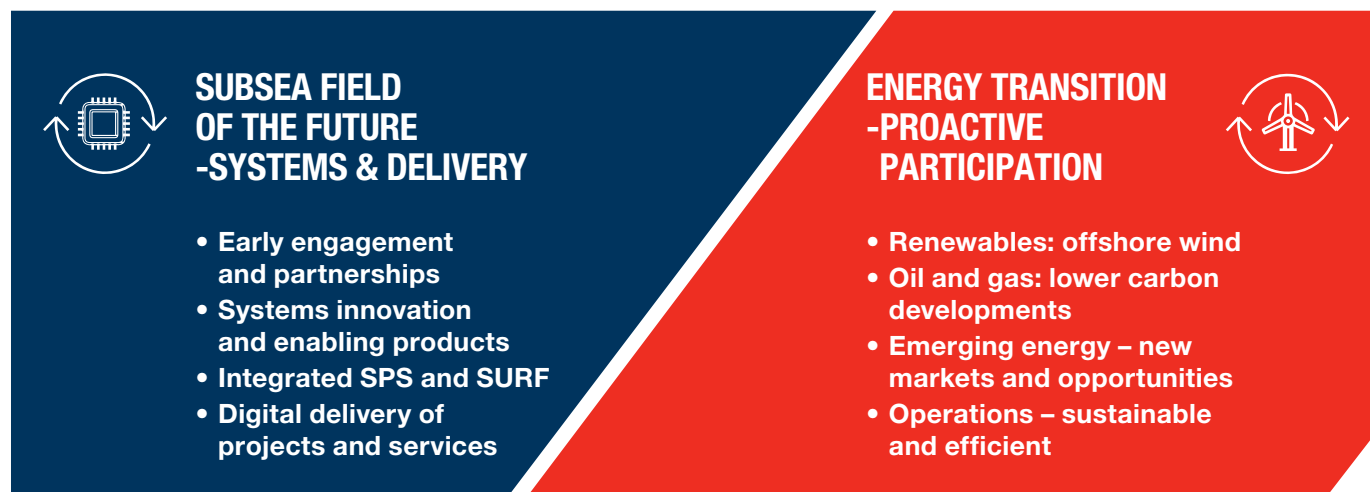 SUBSEA FIELD
OF THE FUTURE
-SYSTEMS & DELIVERY
• Early engagement
and partnerships
• Systems innovation
and enabling products
• Integrated SPS and SURF
• Digital delivery of
projects and services
ENERGY TRANSITION
-PROACTIVE
PARTICIPATION
• Renewables: offshore wind
• Oil and gas: lower carbon
developments
• Emerging energy – new
markets and opportunities
• Operations – sustainable
and efficient